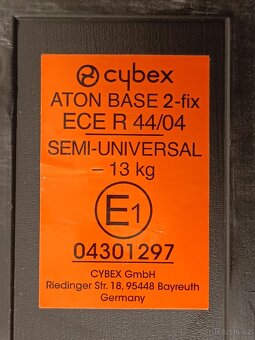 cybex
ATON BASE 2-fix
ECE R 44/04
SEMI-UNIVERSAL
– 13 kg
E1
04301297
CYBEX GmbH
Riedinger Str. 18, 95448 Bayreuth
Germany